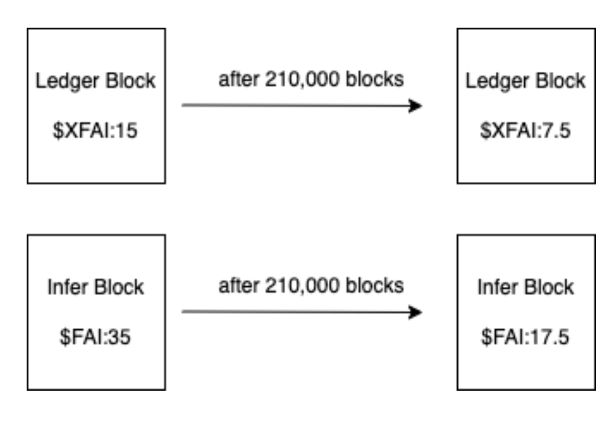 Ledger Block
$XFAI:15
after 210,000 blocks
Ledger Block
$XFAI:7.5
Infer Block
$FAI:35
after 210,000 blocks
Infer Block
$FAI:17.5